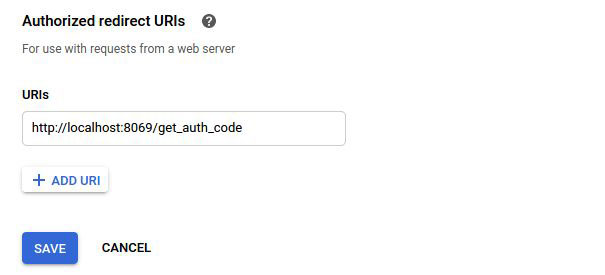 Authorized redirect URIs ?
For use with requests from a web server
URIs
http://localhost:8069/get_auth_code
+ ADD URI
SAVE CANCEL